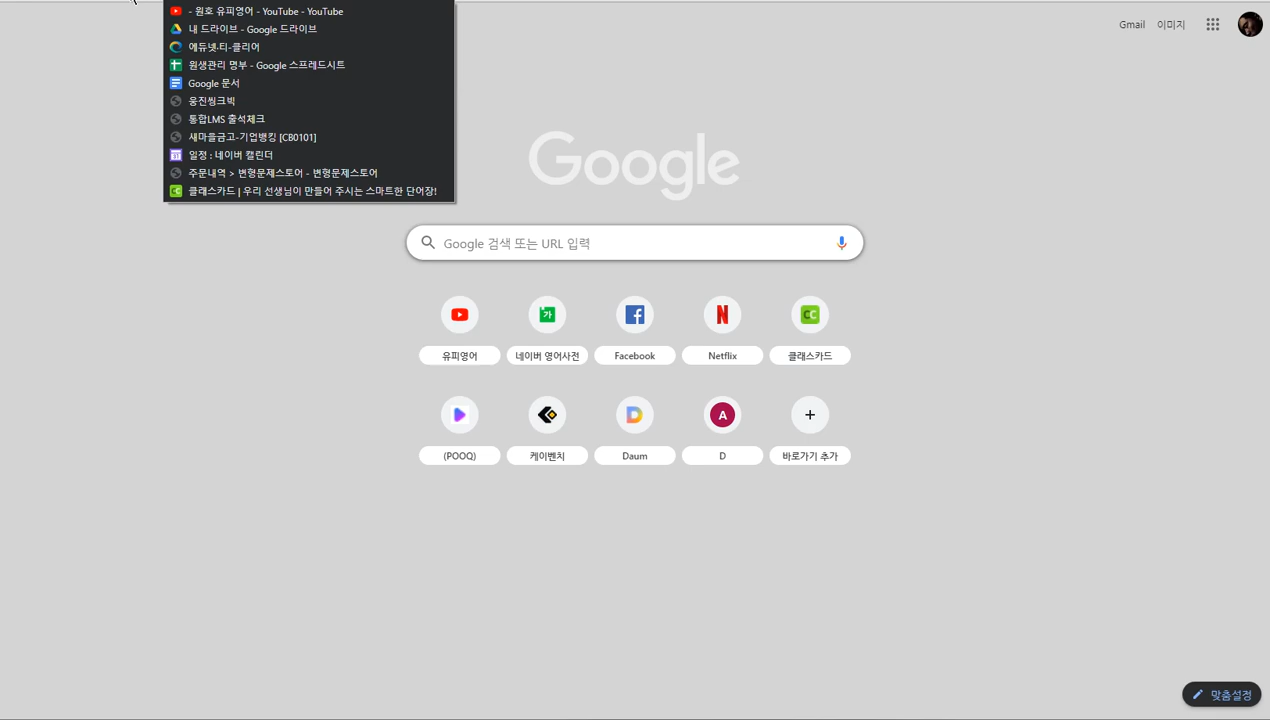 - 원호 유피영어 - YouTube - YouTube
내 드라이브 - Google 드라이브
에듀넷·티-클리어
원생관리 명부 - Google 스프레드시트
Google 문서
웅진씽크빅
통합LMS 출석체크
새마을금고-기업뱅킹 [CB0101]
일정 : 네이버 캘린더
주문내역 > 변형문제스토어 - 변형문제스토어
클래스카드 | 우리 선생님이 만들어 주시는 스마트한 단어장!
Gmail 이미지
Google
Google 검색 또는 URL 입력
유피영어 네이버 영어사전 Facebook Netflix 클래스카드
(POOQ) 케이벤치 Daum D 바로가기 추가
맞춤설정